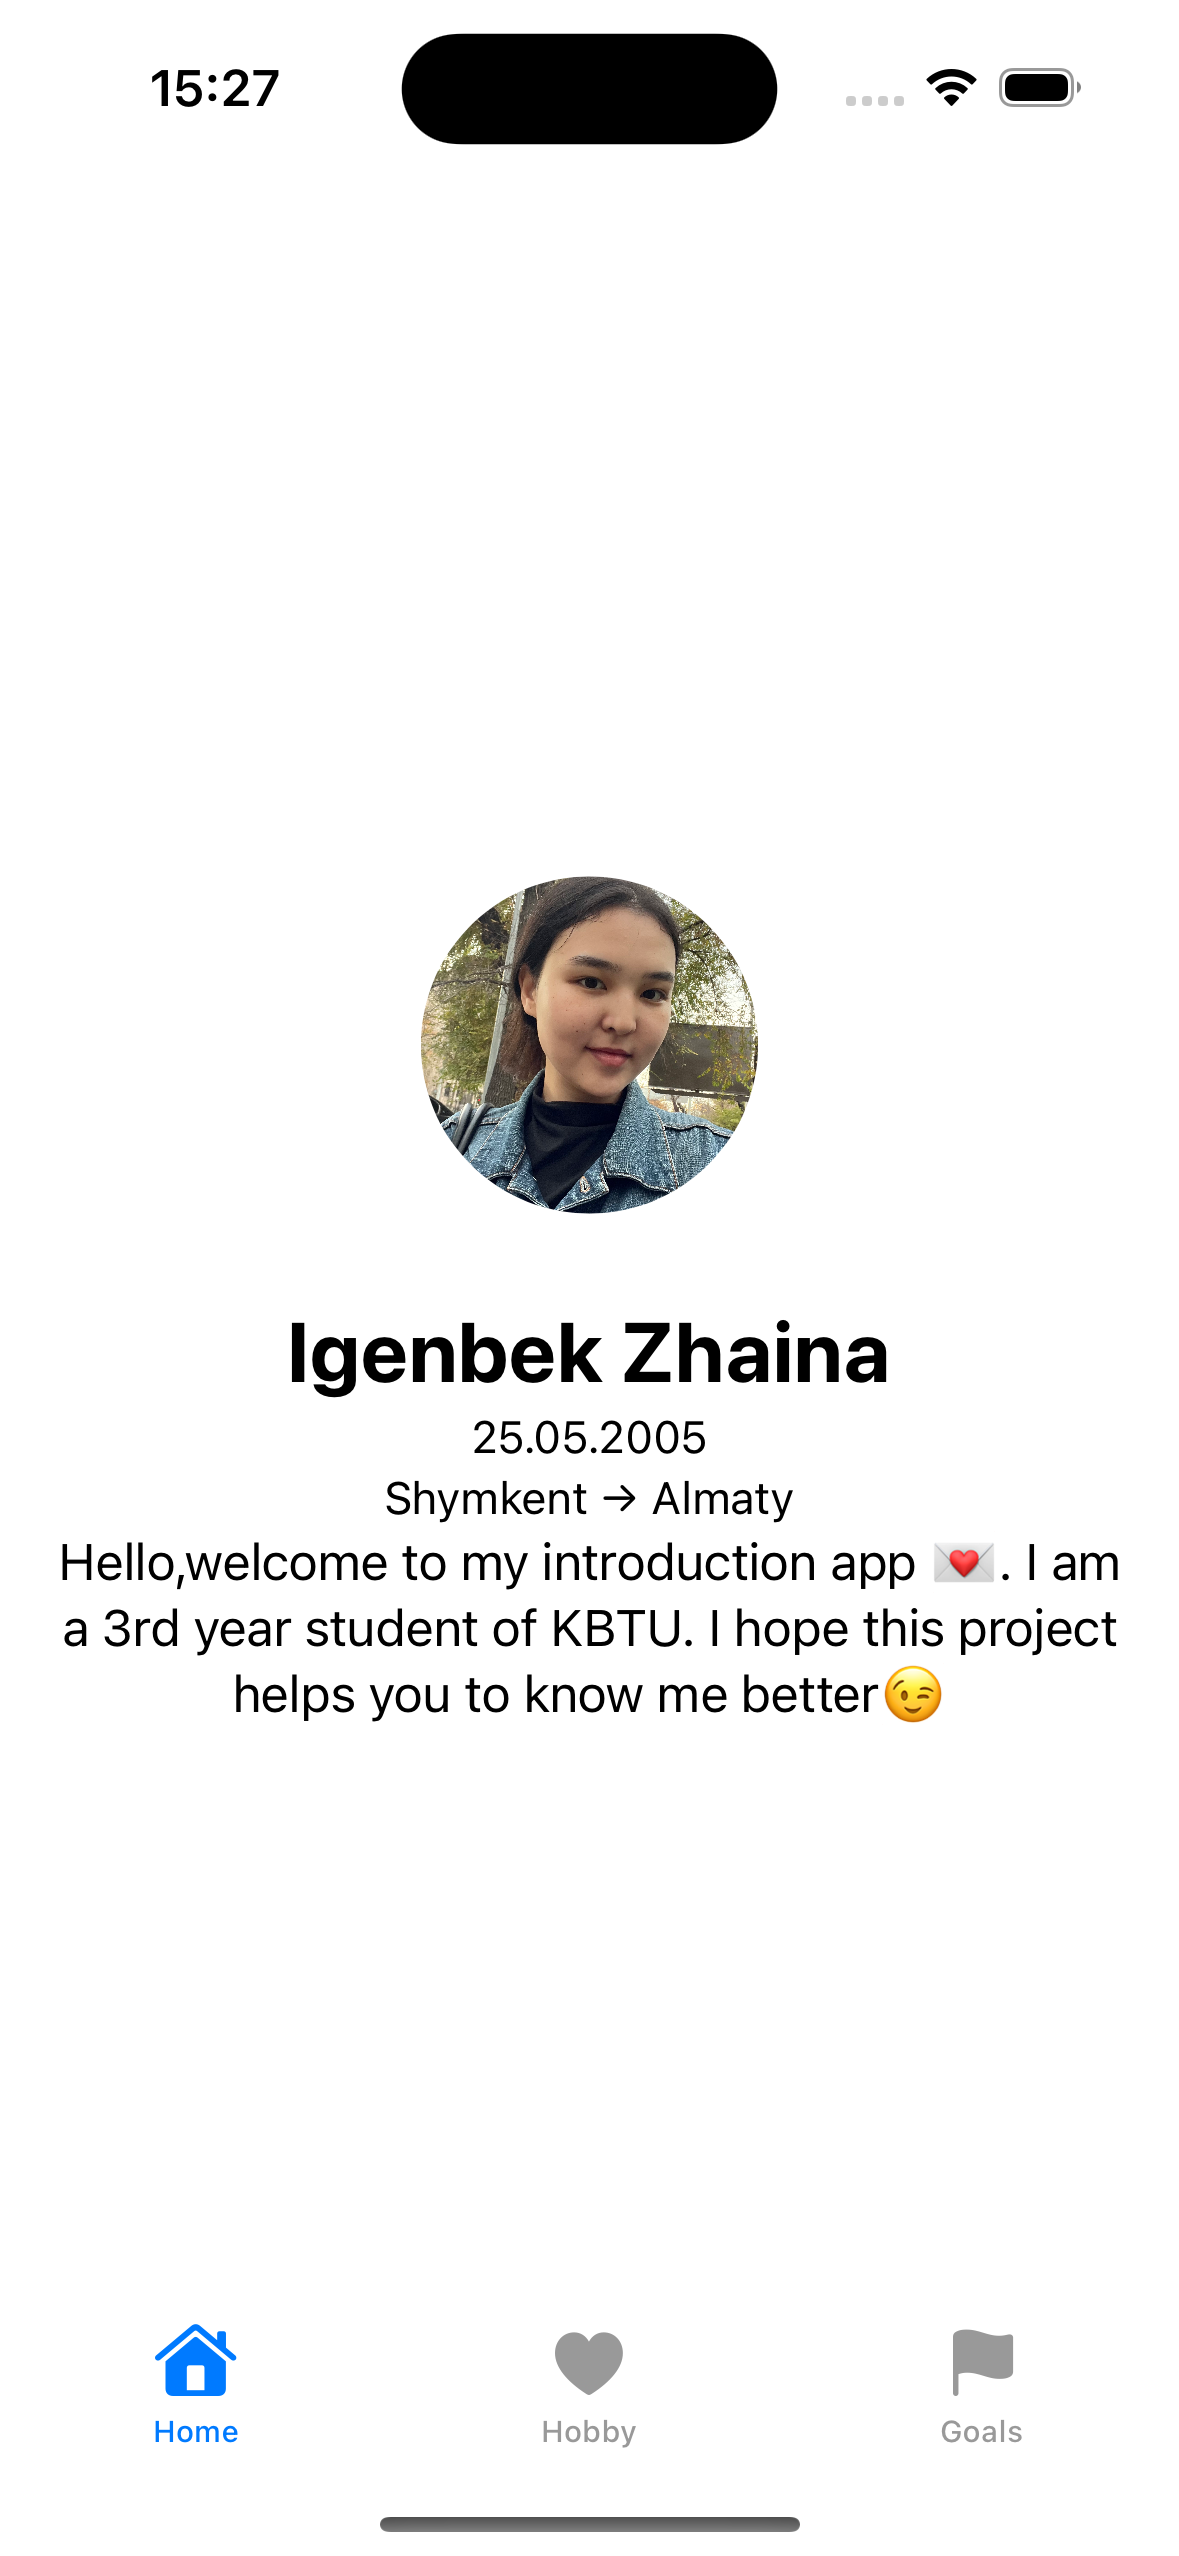 15:27
Igenbek Zhaina
25.05.2005
Shymkent → Almaty
Hello,welcome to my introduction app 💌. I am
a 3rd year student of KBTU. I hope this project
helps you to know me better😉
Home
Hobby
Goals